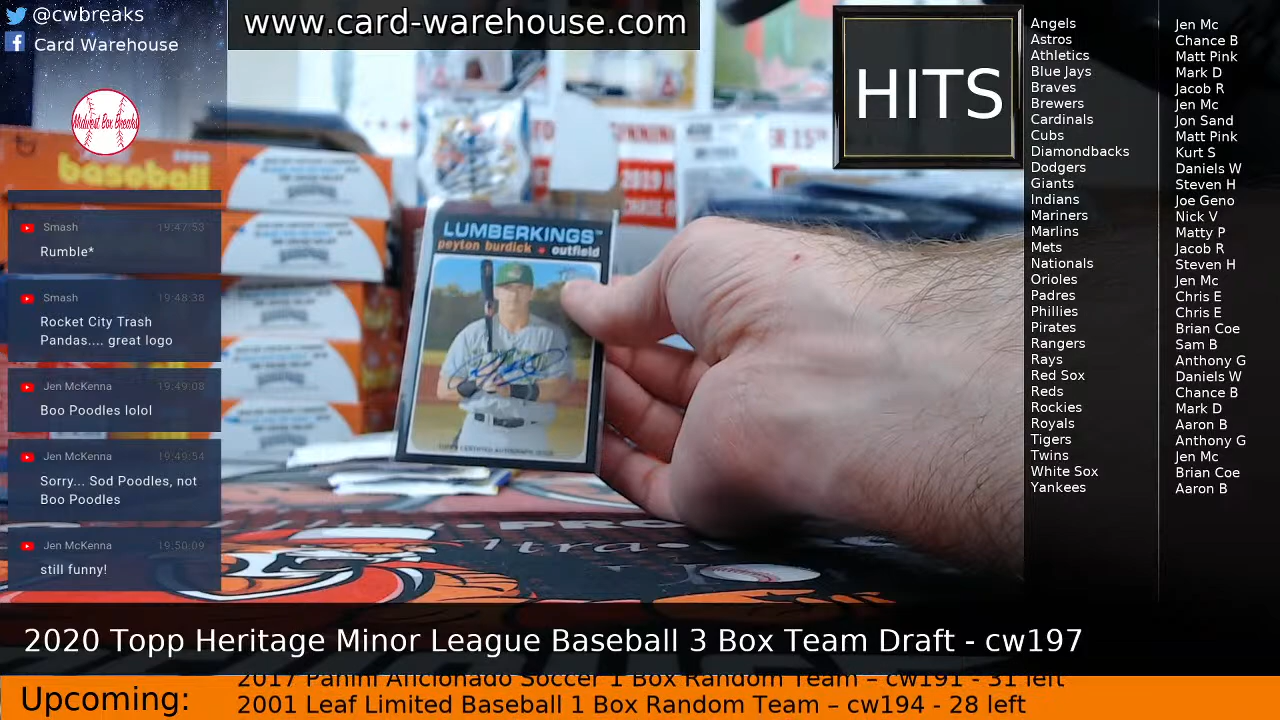 @cwbreaks
Card Warehouse
Midwest Box Breaks
www.card-warehouse.com
HITS
baseball
Smash 19:47:53
Rumble*
Smash 19:48:38
Rocket City Trash
Pandas.... great logo
Jen McKenna 19:49:08
Boo Poodles lolol
Jen McKenna 19:49:54
Sorry... Sod Poodles, not
Boo Poodles
Jen McKenna 19:50:09
still funny!
LUMBERKINGS™
peyton burdick • outfield
Angels Jen Mc
Astros Chance B
Athletics Matt Pink
Blue Jays Mark D
Braves Jacob R
Brewers Jen Mc
Cardinals Jon Sand
Cubs Matt Pink
Diamondbacks Kurt S
Dodgers Daniels W
Giants Steven H
Indians Joe Geno
Mariners Nick V
Marlins Matty P
Mets Jacob R
Nationals Steven H
Orioles Jen Mc
Padres Chris E
Phillies Chris E
Pirates Brian Coe
Rangers Sam B
Rays Anthony G
Red Sox Daniels W
Reds Chance B
Rockies Mark D
Royals Aaron B
Tigers Anthony G
Twins Jen Mc
White Sox Brian Coe
Yankees Aaron B
2020 Topp Heritage Minor League Baseball 3 Box Team Draft - cw197
Upcoming:
2017 Panini Aficionado Soccer 1 Box Random Team – cw191 - 31 left
2001 Leaf Limited Baseball 1 Box Random Team – cw194 - 28 left